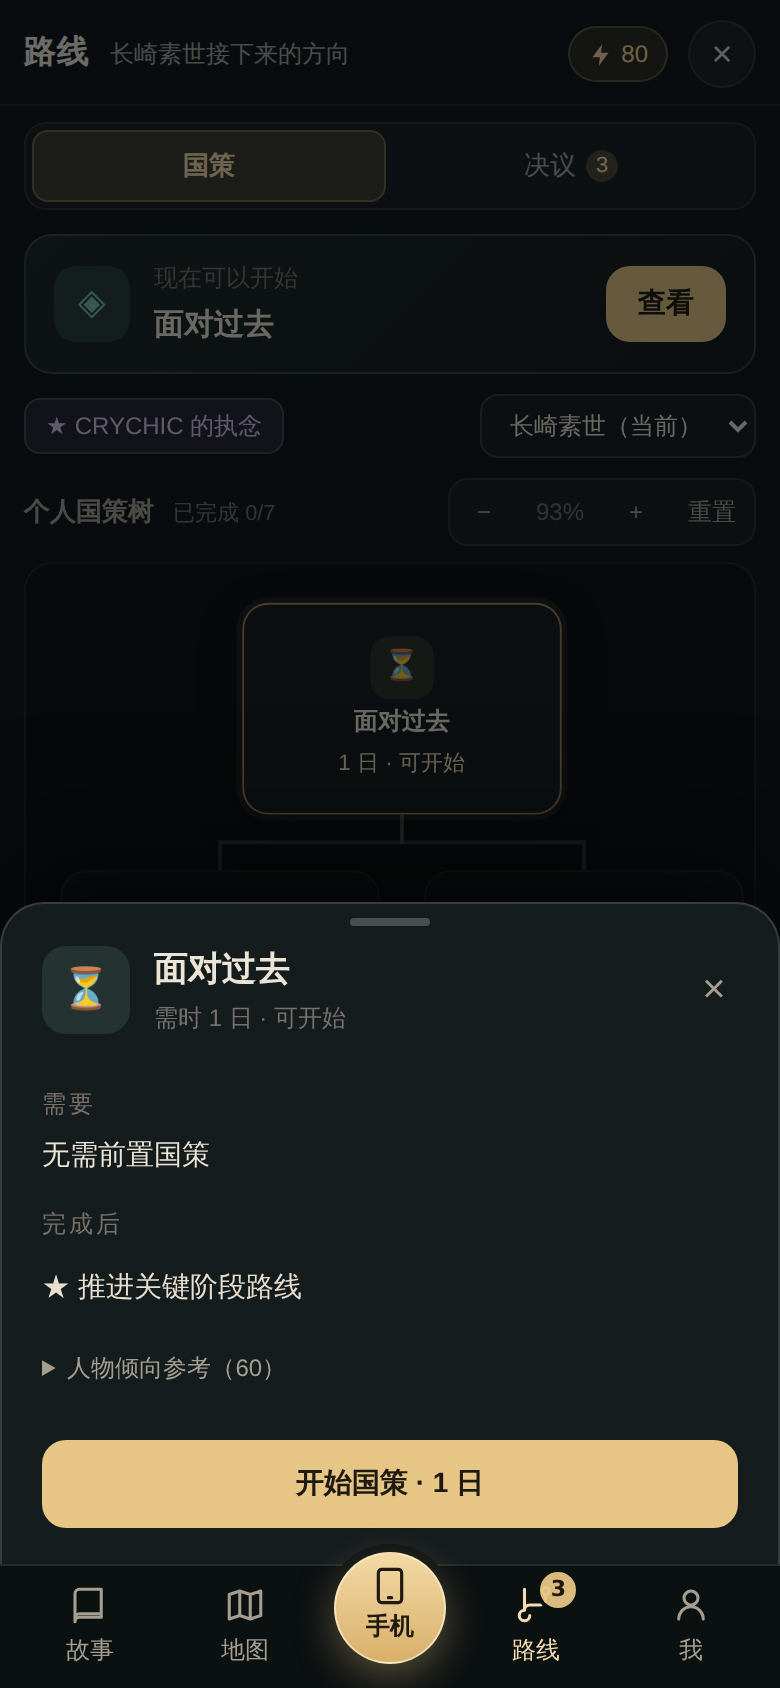 路线 长崎素世接下来的方向 80 ✕
国策 决议 3
现在可以开始
面对过去
查看
★ CRYCHIC 的执念 长崎素世（当前）
个人国策树 已完成 0/7 − 93% + 重置
面对过去
1 日 · 可开始
面对过去
需时 1 日 · 可开始
✕
需要
无需前置国策
完成后
★ 推进关键阶段路线
▶ 人物倾向参考（60）
开始国策 · 1 日
3
故事 地图 手机 路线 我